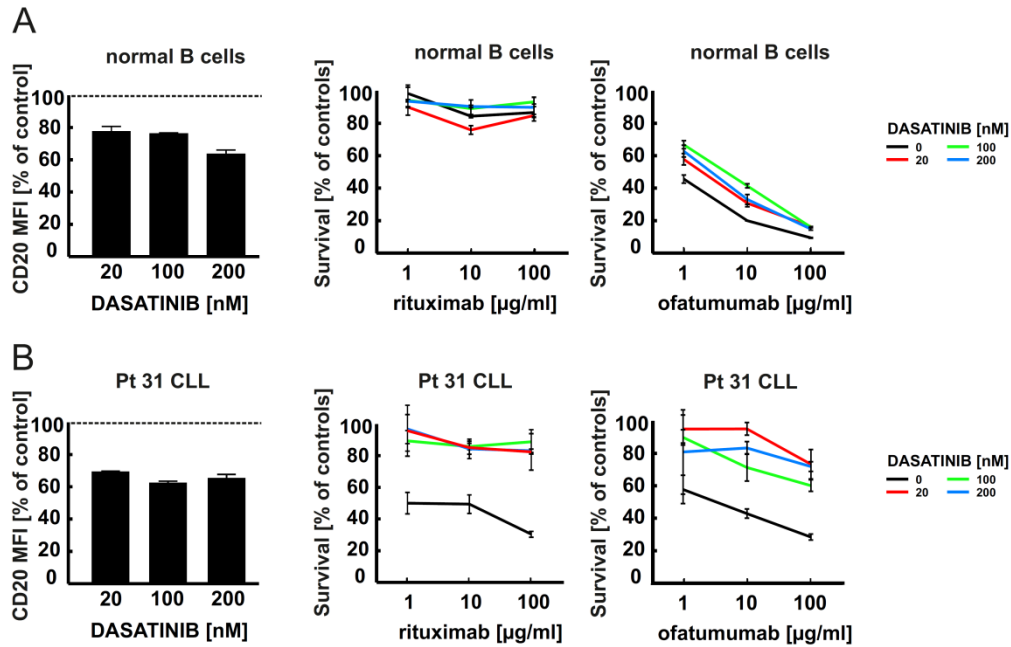 A
normal B cells
CD20 MFI [% of control]
100
80
60
40
20
0
20 100 200
DASATINIB [nM]
normal B cells
Survival [% of controls]
100
80
60
40
20
0
1 10 100
rituximab [µg/ml]
normal B cells
Survival [% of controls]
100
80
60
40
20
0
1 10 100
ofatumumab [µg/ml]
DASATINIB [nM]
0 100
20 200
B
Pt 31 CLL
CD20 MFI [% of control]
100
80
60
40
20
0
20 100 200
DASATINIB [nM]
Pt 31 CLL
Survival [% of controls]
100
80
60
40
20
0
1 10 100
rituximab [µg/ml]
Pt 31 CLL
Survival [% of controls]
100
80
60
40
20
0
1 10 100
ofatumumab [µg/ml]
DASATINIB [nM]
0 100
20 200